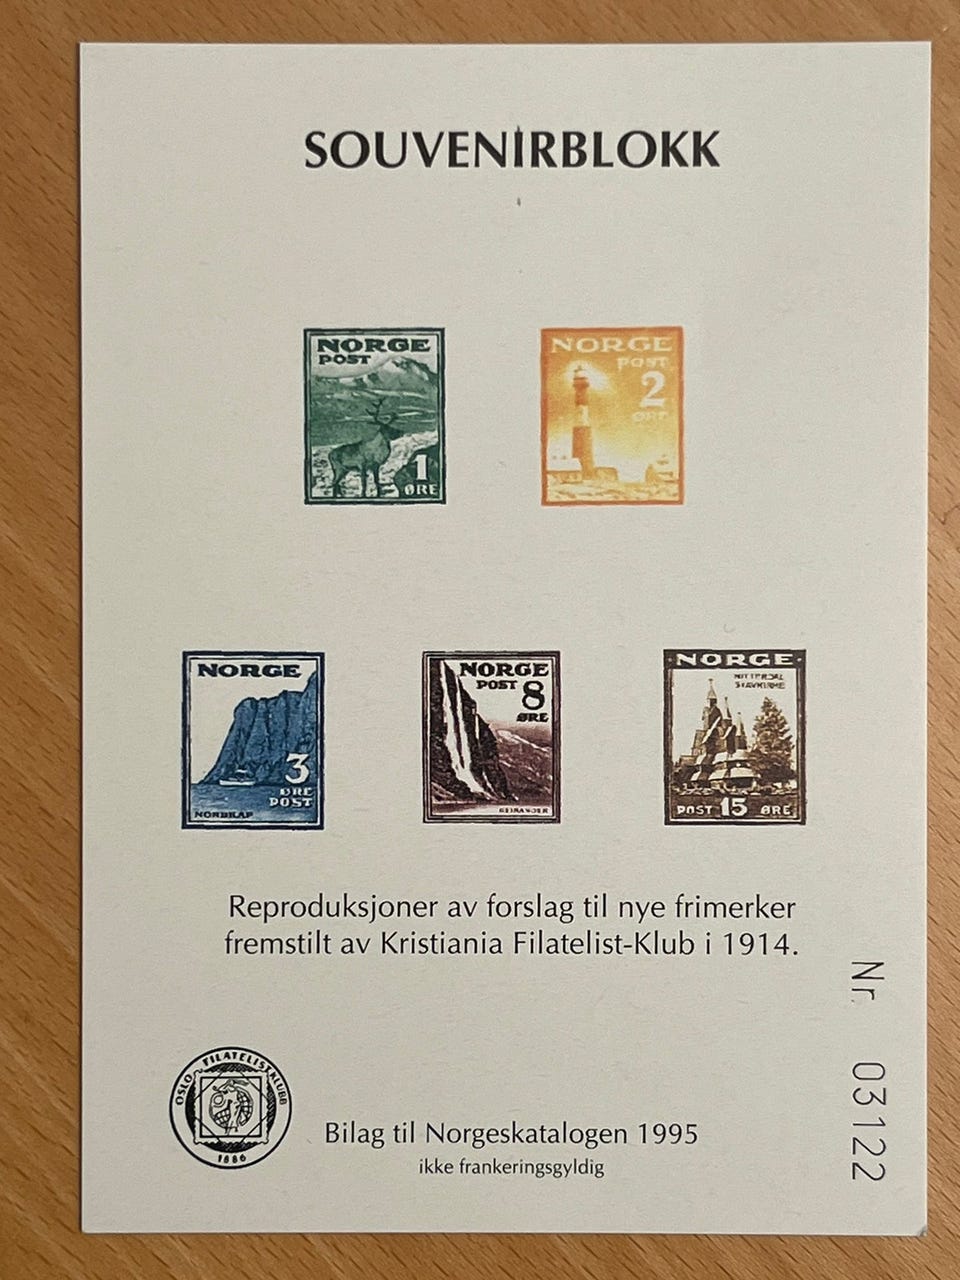 SOUVENIRBLOKK
NORGE
POST
1
ØRE
NORGE
POST
2
ØRE
NORGE
3
ØRE
POST
NORDKAP
NORGE
POST 8
ØRE
GEIRANGER
NORGE
HITTERDAL
STAVKIRKE
POST 15 ØRE
Reproduksjoner av forslag til nye frimerker
fremstilt av Kristiania Filatelist-Klub i 1914.
Nr. 03122
OSLO FILATELISTKLUBB
1886
Bilag til Norgeskatalogen 1995
ikke frankeringsgyldig